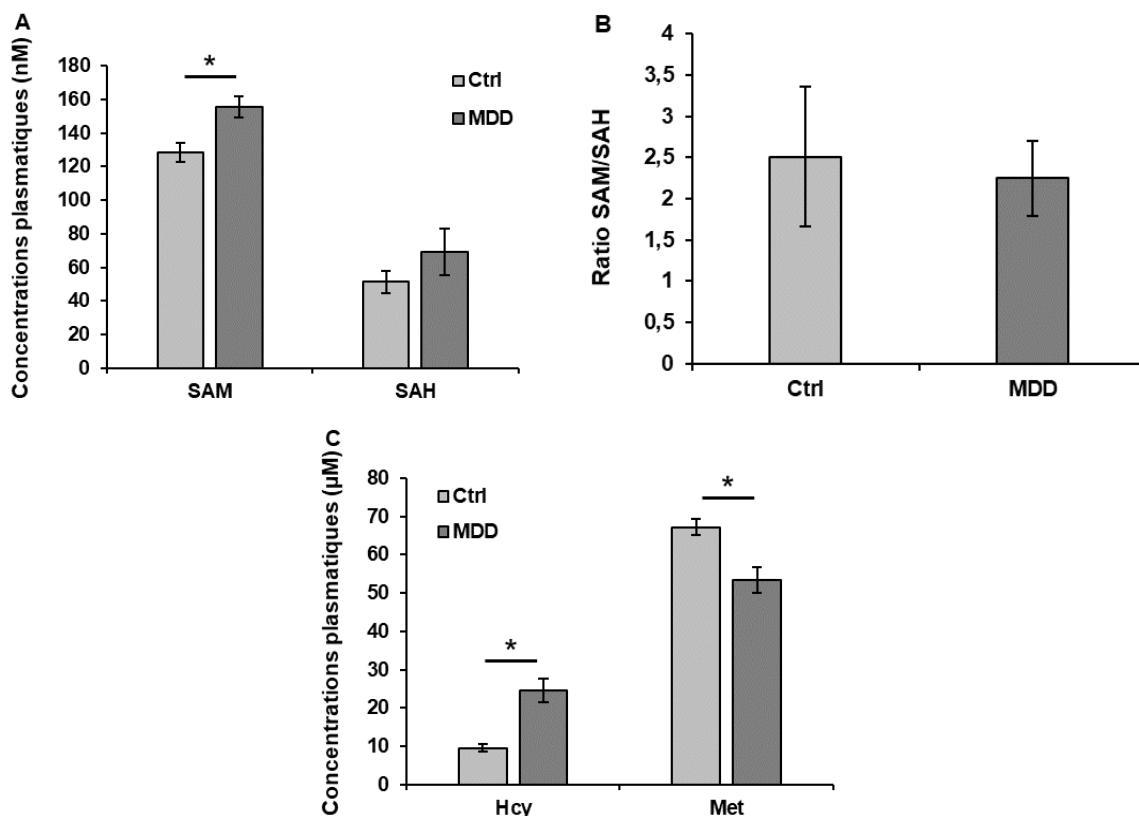 A
Concentrations plasmatiques (nM)
180
160
140
120
100
80
60
40
20
0
*
Ctrl
MDD
SAM
SAH
B
Ratio SAM/SAH
4
3,5
3
2,5
2
1,5
1
0,5
0
Ctrl
MDD
C
Concentrations plasmatiques (µM)
80
70
60
50
40
30
20
10
0
Ctrl
MDD
*
*
Hcy
Met